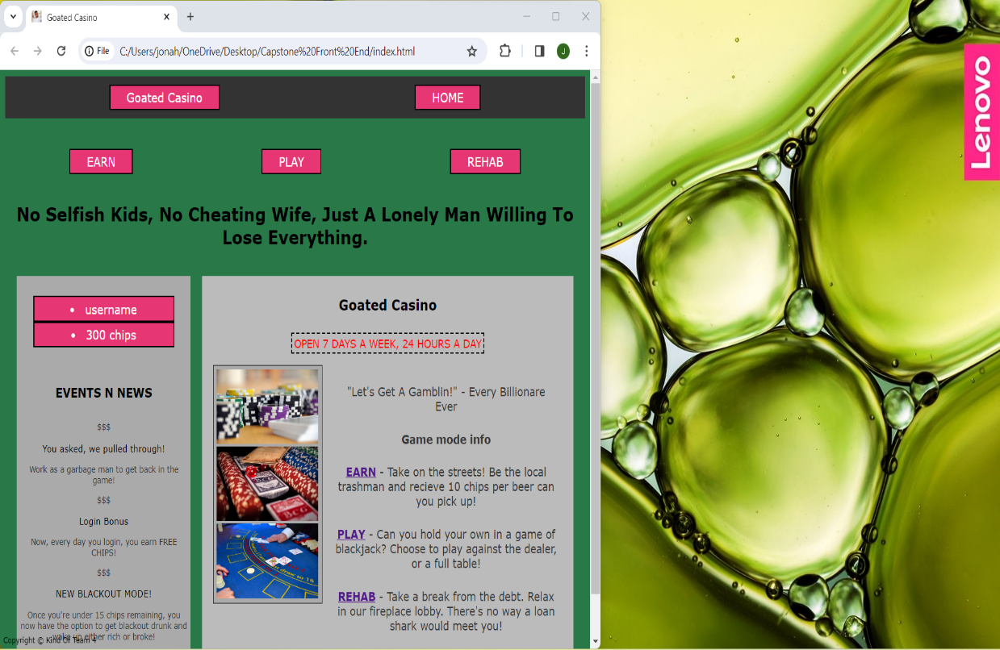 Goated Casino
File
C:/Users/jonah/OneDrive/Desktop/Capstone%20Front%20End/index.html
J
Goated Casino
HOME
EARN
PLAY
REHAB
No Selfish Kids, No Cheating Wife, Just A Lonely Man Willing To
Lose Everything.
• username
• 300 chips
EVENTS N NEWS
$$$
You asked, we pulled through!
Work as a garbage man to get back in the
game!
$$$
Login Bonus
Now, every day you login, you earn FREE
CHIPS!
$$$
NEW BLACKOUT MODE!
Once you're under 15 chips remaining, you
now have the option to get blackout drunk and
wake up either rich or broke!
Copyright © Kind Of Team 4
Goated Casino
OPEN 7 DAYS A WEEK, 24 HOURS A DAY
"Let's Get A Gamblin!" - Every Billionare
Ever
Game mode info
EARN - Take on the streets! Be the local
trashman and recieve 10 chips per beer can
you pick up!
PLAY - Can you hold your own in a game of
blackjack? Choose to play against the dealer,
or a full table!
REHAB - Take a break from the debt. Relax
in our fireplace lobby. There's no way a loan
shark would meet you!
Lenovo